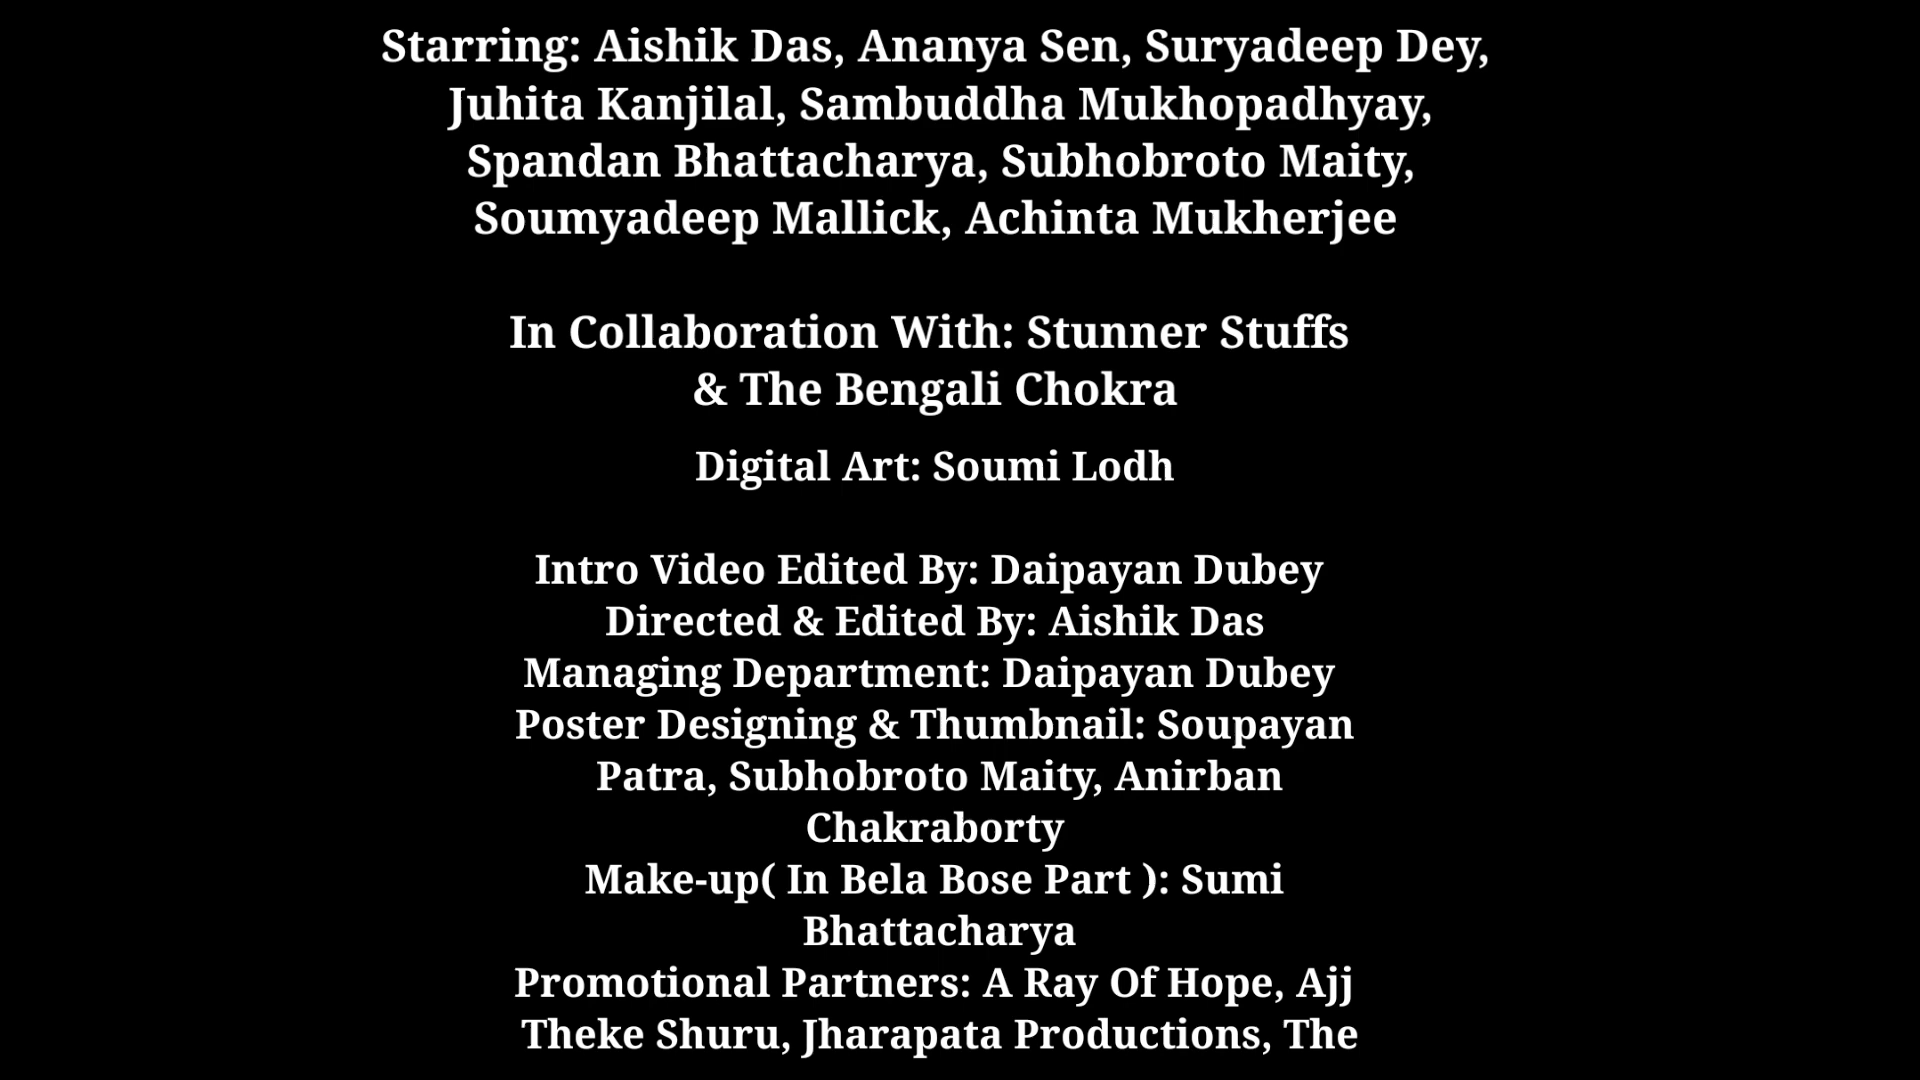 Starring: Aishik Das, Ananya Sen, Suryadeep Dey,
Juhita Kanjilal, Sambuddha Mukhopadhyay,
Spandan Bhattacharya, Subhobroto Maity,
Soumyadeep Mallick, Achinta Mukherjee
In Collaboration With: Stunner Stuffs
& The Bengali Chokra
Digital Art: Soumi Lodh
Intro Video Edited By: Daipayan Dubey
Directed & Edited By: Aishik Das
Managing Department: Daipayan Dubey
Poster Designing & Thumbnail: Soupayan
Patra, Subhobroto Maity, Anirban
Chakraborty
Make-up( In Bela Bose Part ): Sumi
Bhattacharya
Promotional Partners: A Ray Of Hope, Ajj
Theke Shuru, Jharapata Productions, The